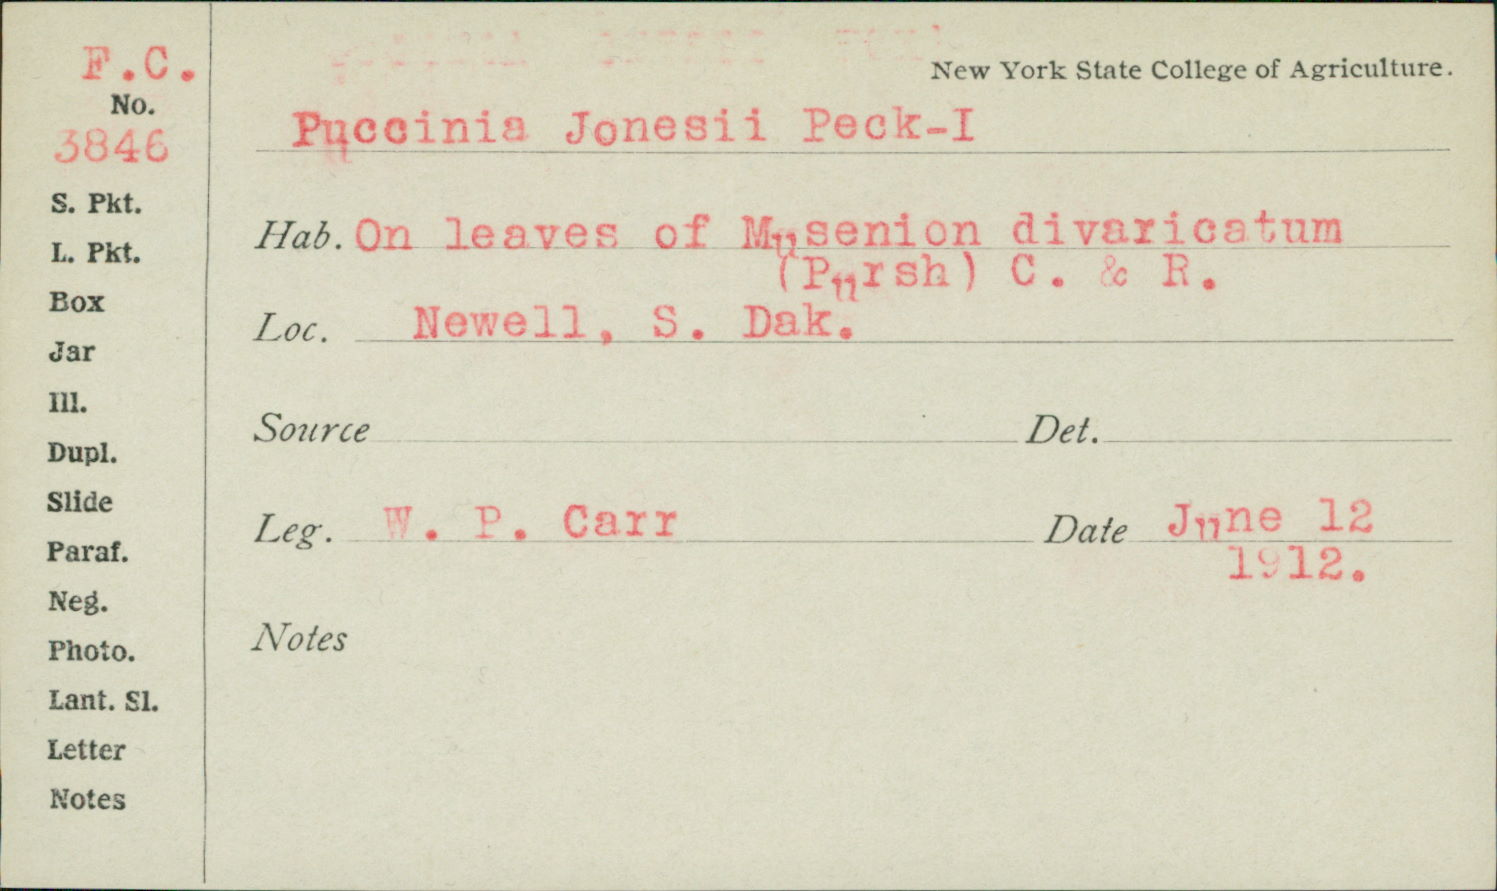 F.C.
No.
3846
S. Pkt.
L. Pkt.
Box
Jar
Ill.
Dupl.
Slide
Paraf.
Neg.
Photo.
Lant. Sl.
Letter
Notes
New York State College of Agriculture.
Puccinia Jonesii Peck-I
Hab. On leaves of Musenion divaricatum
(Pursh) C. & R.
Loc. Newell, S. Dak.
Source Det.
Leg. W. P. Carr Date June 12
1912.
Notes